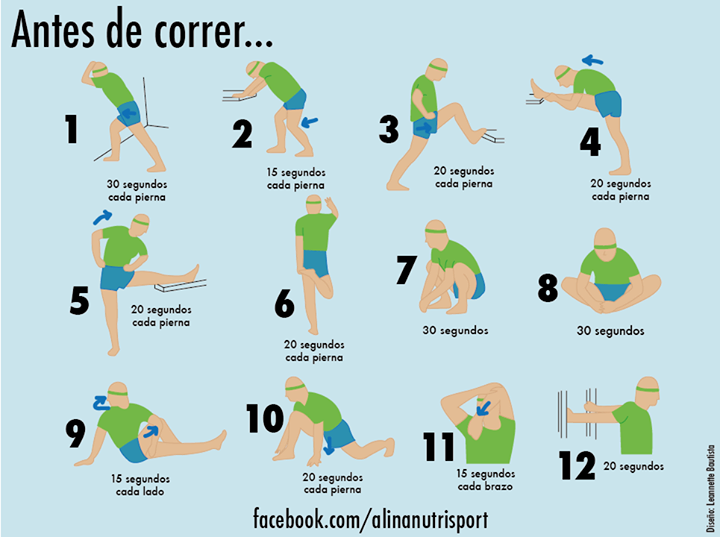 Antes de correr...
1
30 segundos
cada pierna
2
15 segundos
cada pierna
3
20 segundos
cada pierna
4
20 segundos
cada pierna
5
20 segundos
cada pierna
6
20 segundos
cada pierna
7
30 segundos
8
30 segundos
9
15 segundos
cada lado
10
20 segundos
cada pierna
11
15 segundos
cada brazo
12
20 segundos
facebook.com/alinanutrisport
Diseño: Leannette Bautista